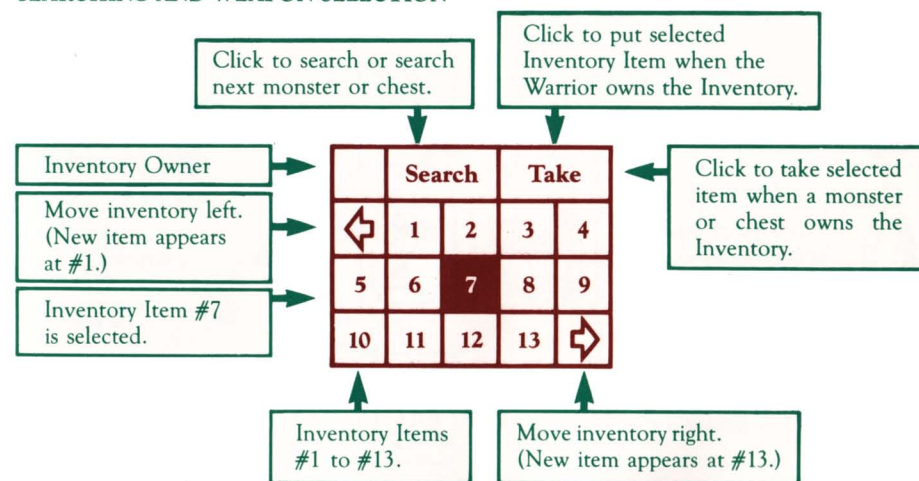 SEARCHING AND WEAPON SELECTION
Click to search or search
next monster or chest.
Click to put selected
Inventory Item when the
Warrior owns the Inventory.
Inventory Owner
Move inventory left.
(New item appears
at #1.)
Inventory Item #7
is selected.
Search Take
1 2 3 4
5 6 7 8 9
10 11 12 13
Click to take selected
item when a monster
or chest owns the
Inventory.
Inventory Items
#1 to #13.
Move inventory right.
(New item appears at #13.)